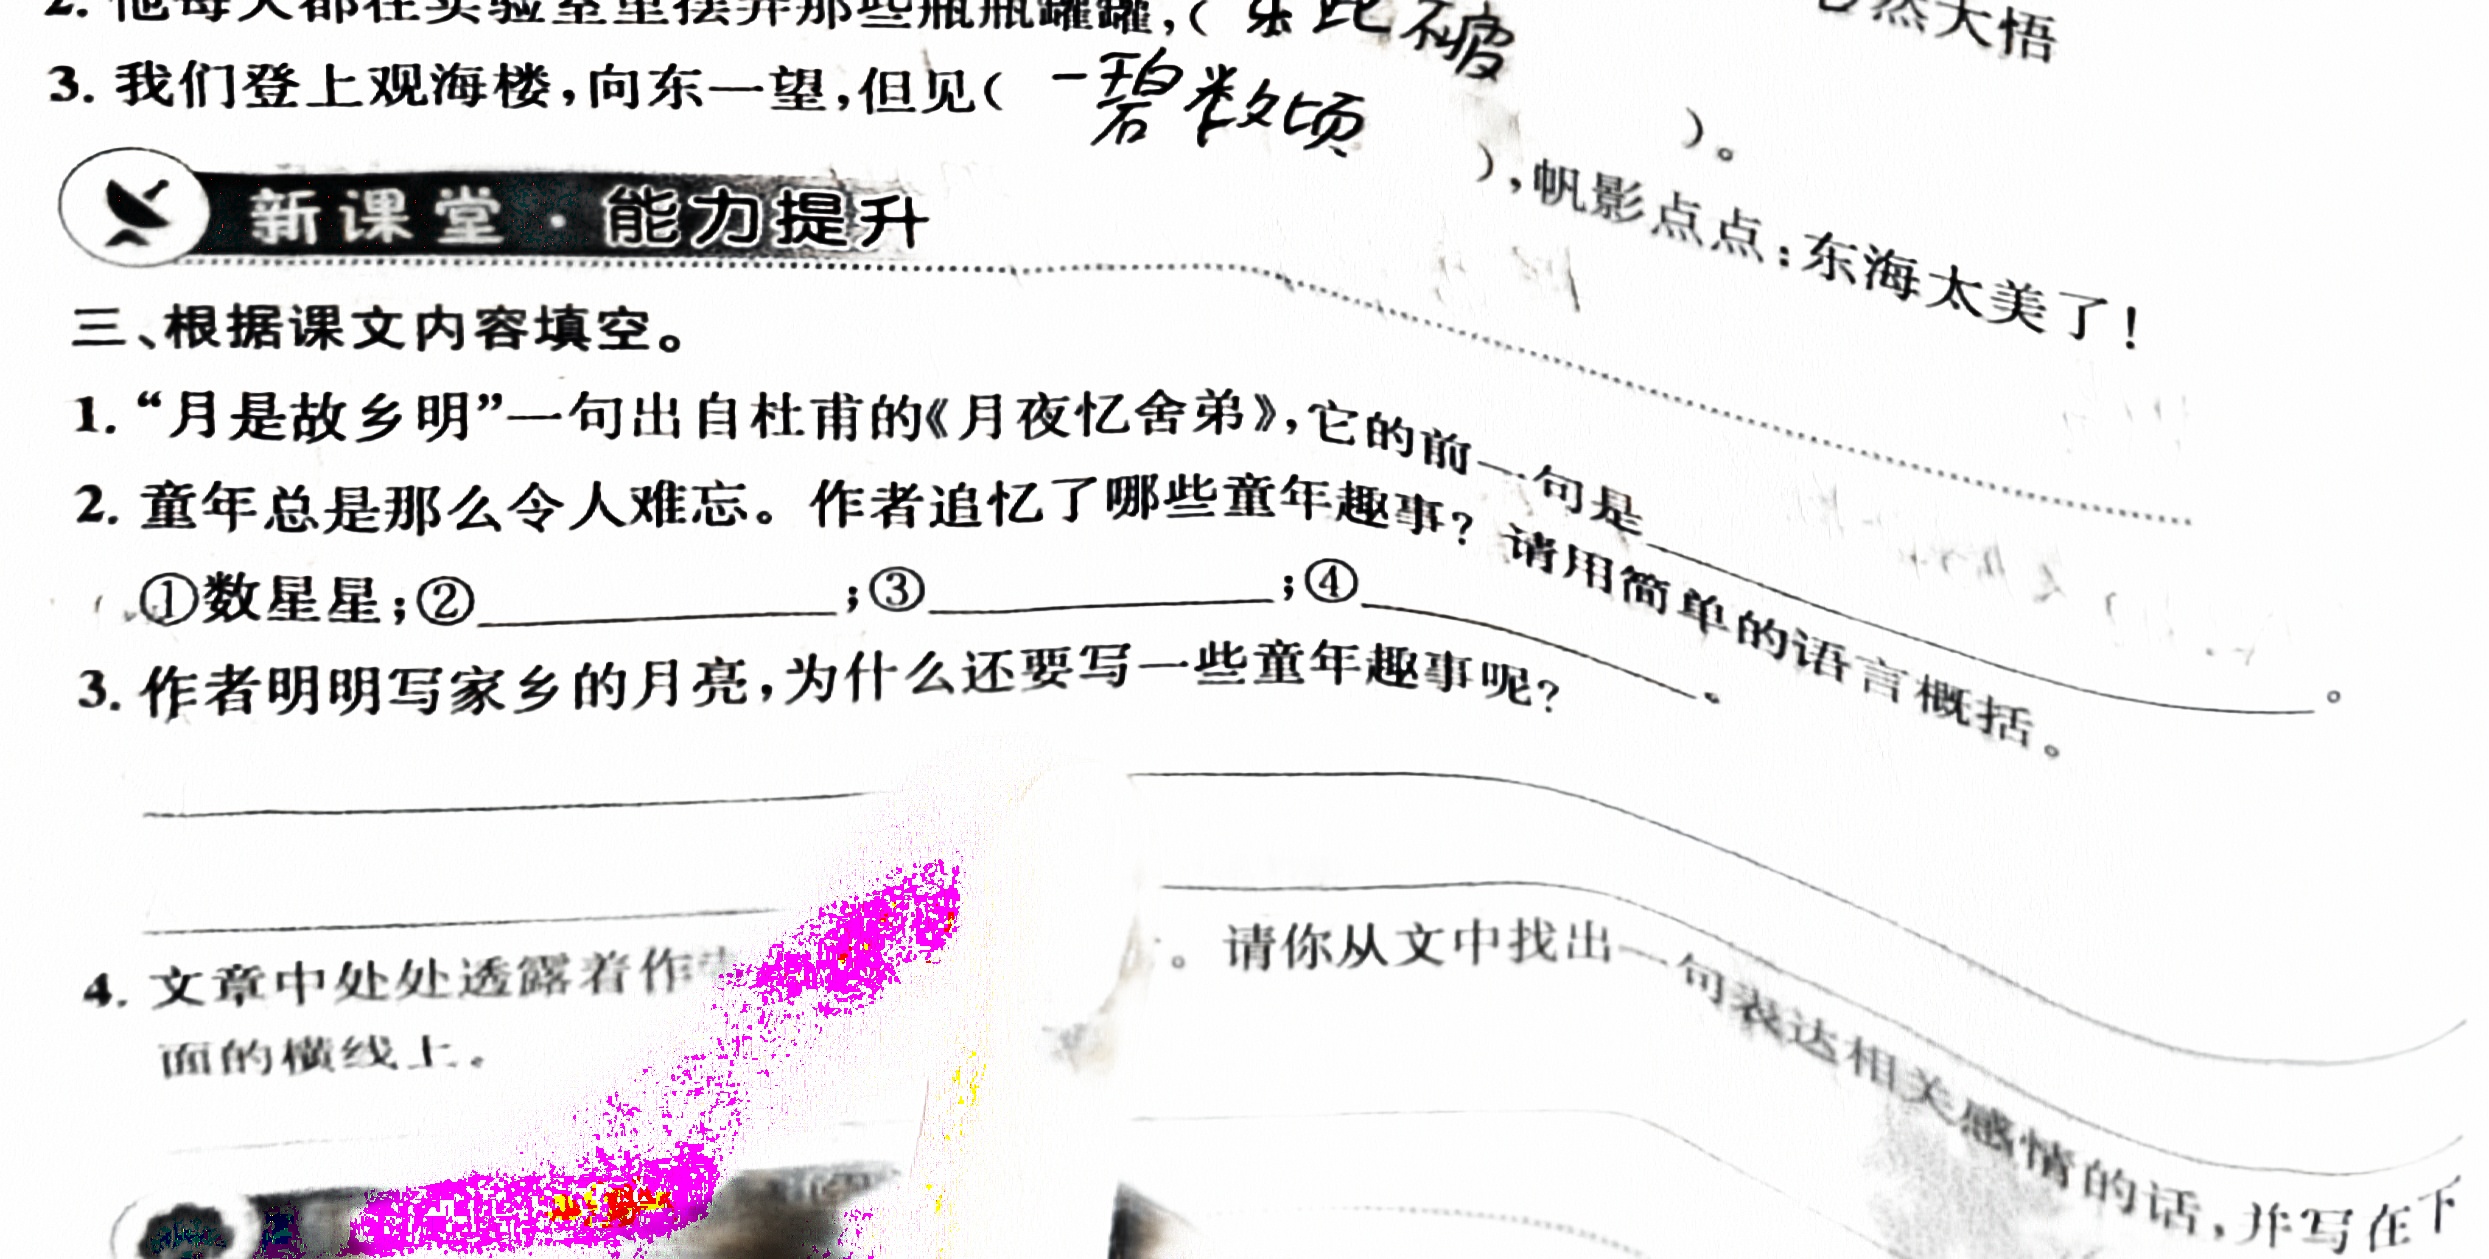 2. 他每天都在实验室里摆弄那些瓶瓶罐罐,( 乐此不疲 )。
然大悟
3. 我们登上观海楼,向东一望,但见( 一碧数顷 ),帆影点点:东海太美了!
新课堂·能力提升
三、根据课文内容填空。
1. “月是故乡明”一句出自杜甫的《月夜忆舍弟》,它的前一句是________。
2. 童年总是那么令人难忘。作者追忆了哪些童年趣事?请用简单的语言概括。
①数星星;②________;③________;④________。
3. 作者明明写家乡的月亮,为什么还要写一些童年趣事呢?
4. 文章中处处透露着作 。请你从文中找出一句表达相关感情的话,并写在下
面的横线上。